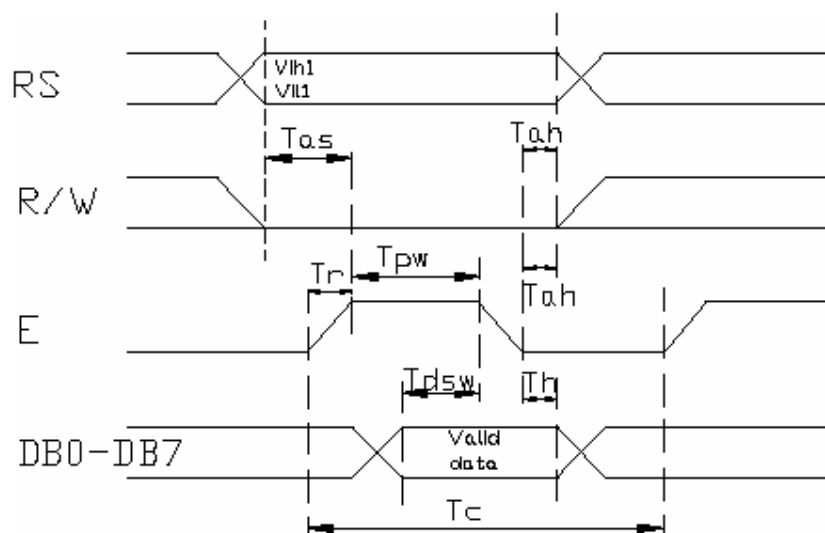 RS
VIh1
VIl1
Tas
Tah
R/W
Tr
Tpw
Tah
E
Tdsw
Th
DB0-DB7
Valid
data
Tc